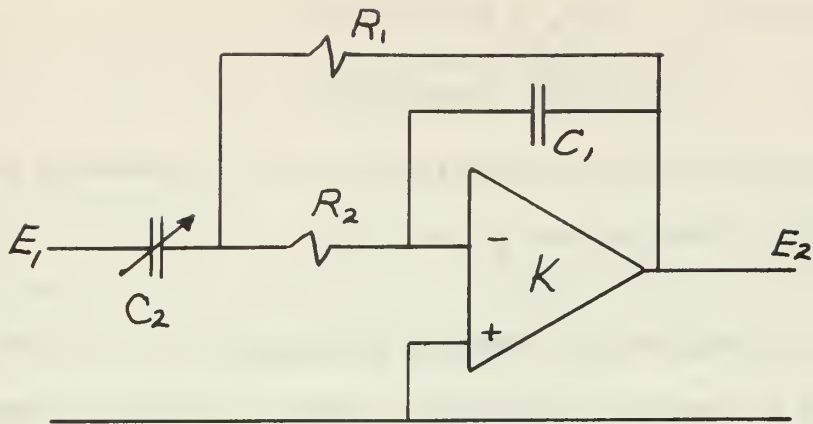 R₁
C₁
R₂
E₁
C₂
−
K
+
E₂